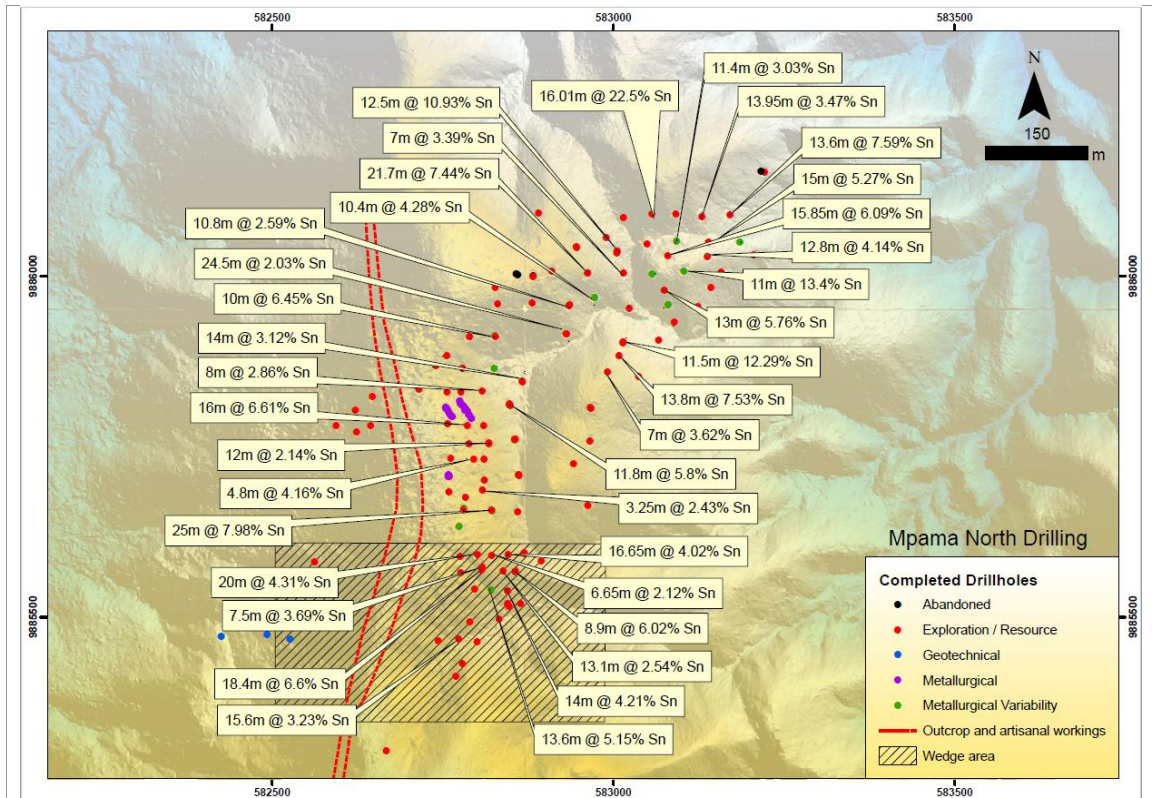 582500
583000
583500
11.4m @ 3.03% Sn
16.01m @ 22.5% Sn
12.5m @ 10.93% Sn
13.95m @ 3.47% Sn
N
150
m
7m @ 3.39% Sn
13.6m @ 7.59% Sn
21.7m @ 7.44% Sn
15m @ 5.27% Sn
10.4m @ 4.28% Sn
15.85m @ 6.09% Sn
10.8m @ 2.59% Sn
12.8m @ 4.14% Sn
24.5m @ 2.03% Sn
11m @ 13.4% Sn
9886000
9886000
10m @ 6.45% Sn
13m @ 5.76% Sn
14m @ 3.12% Sn
11.5m @ 12.29% Sn
8m @ 2.86% Sn
13.8m @ 7.53% Sn
16m @ 6.61% Sn
7m @ 3.62% Sn
12m @ 2.14% Sn
11.8m @ 5.8% Sn
4.8m @ 4.16% Sn
3.25m @ 2.43% Sn
25m @ 7.98% Sn
16.65m @ 4.02% Sn
20m @ 4.31% Sn
6.65m @ 2.12% Sn
7.5m @ 3.69% Sn
8.9m @ 6.02% Sn
9885500
9885500
13.1m @ 2.54% Sn
18.4m @ 6.6% Sn
14m @ 4.21% Sn
15.6m @ 3.23% Sn
13.6m @ 5.15% Sn
Mpama North Drilling
Completed Drillholes
Abandoned
Exploration / Resource
Geotechnical
Metallurgical
Metallurgical Variability
Outcrop and artisanal workings
Wedge area
582500
583000
583500